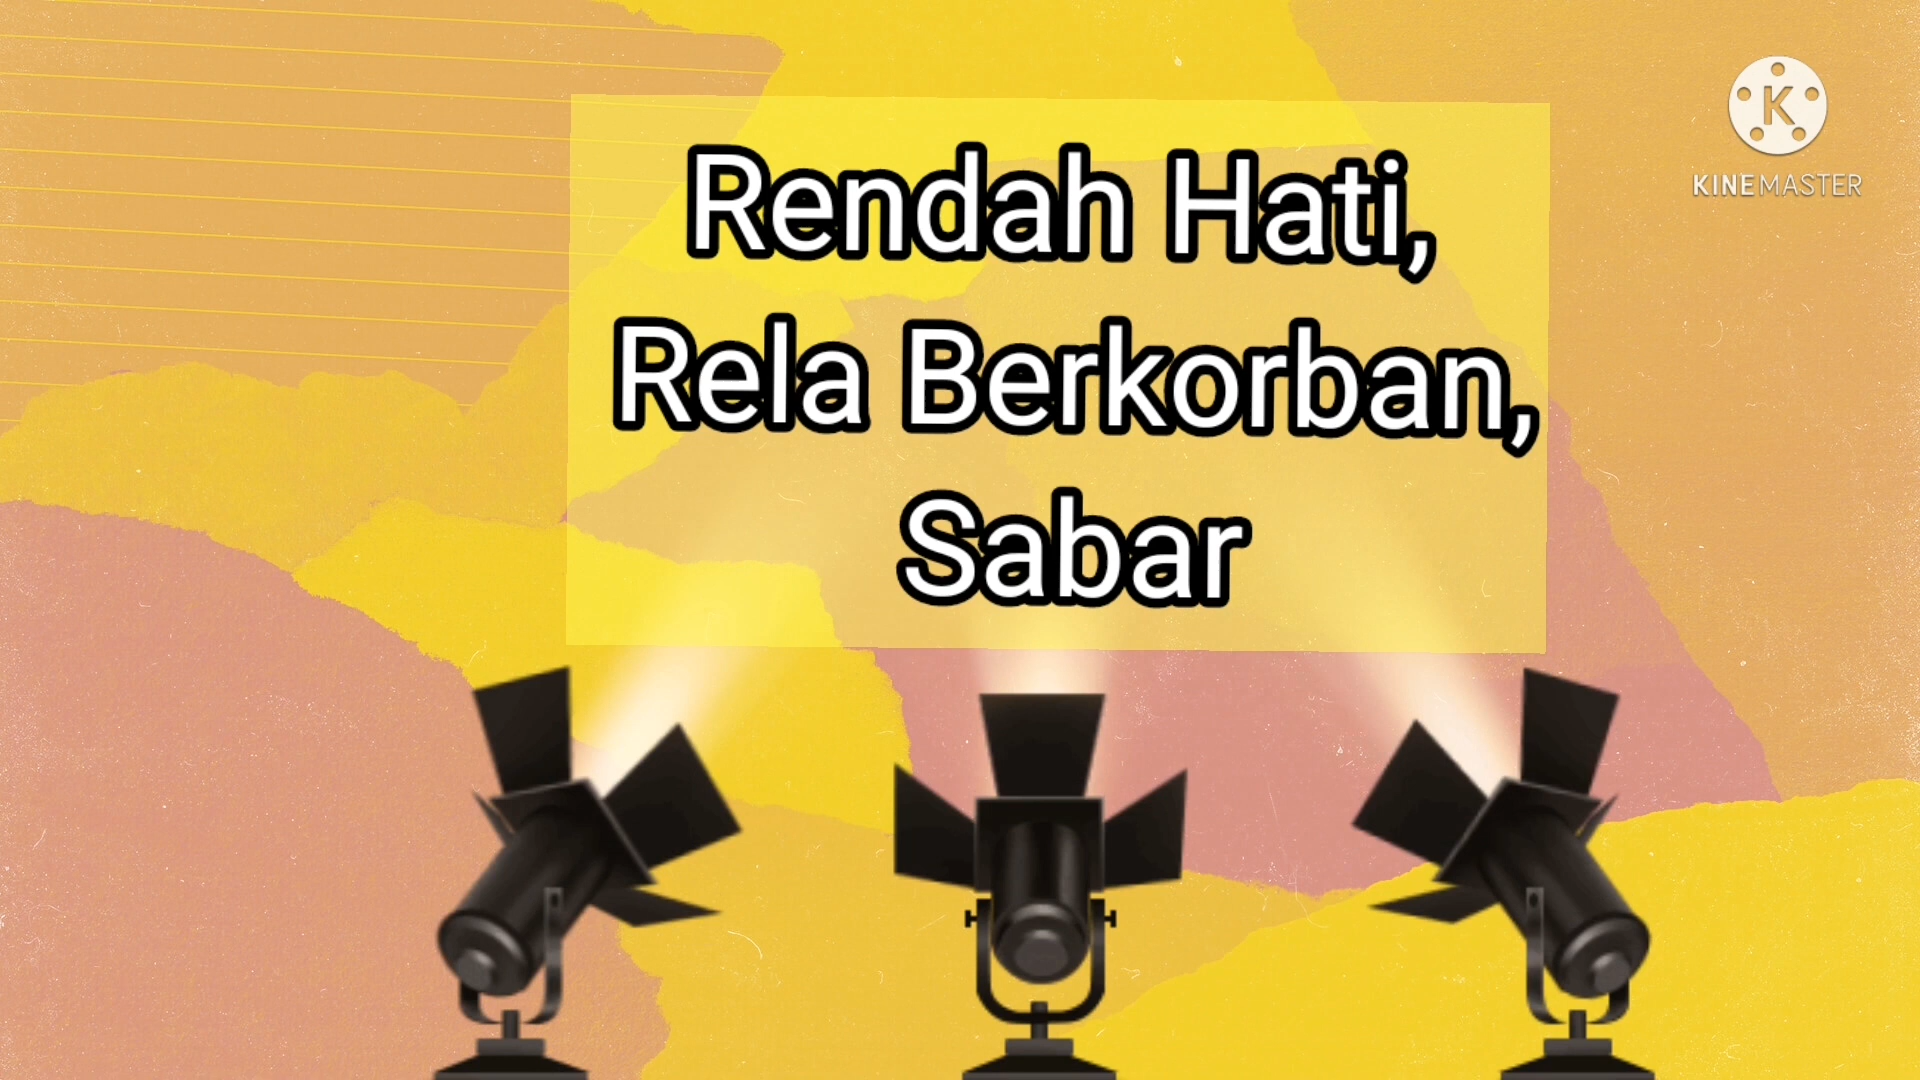 Rendah Hati,
Rela Berkorban,
Sabar
K
KINEMASTER